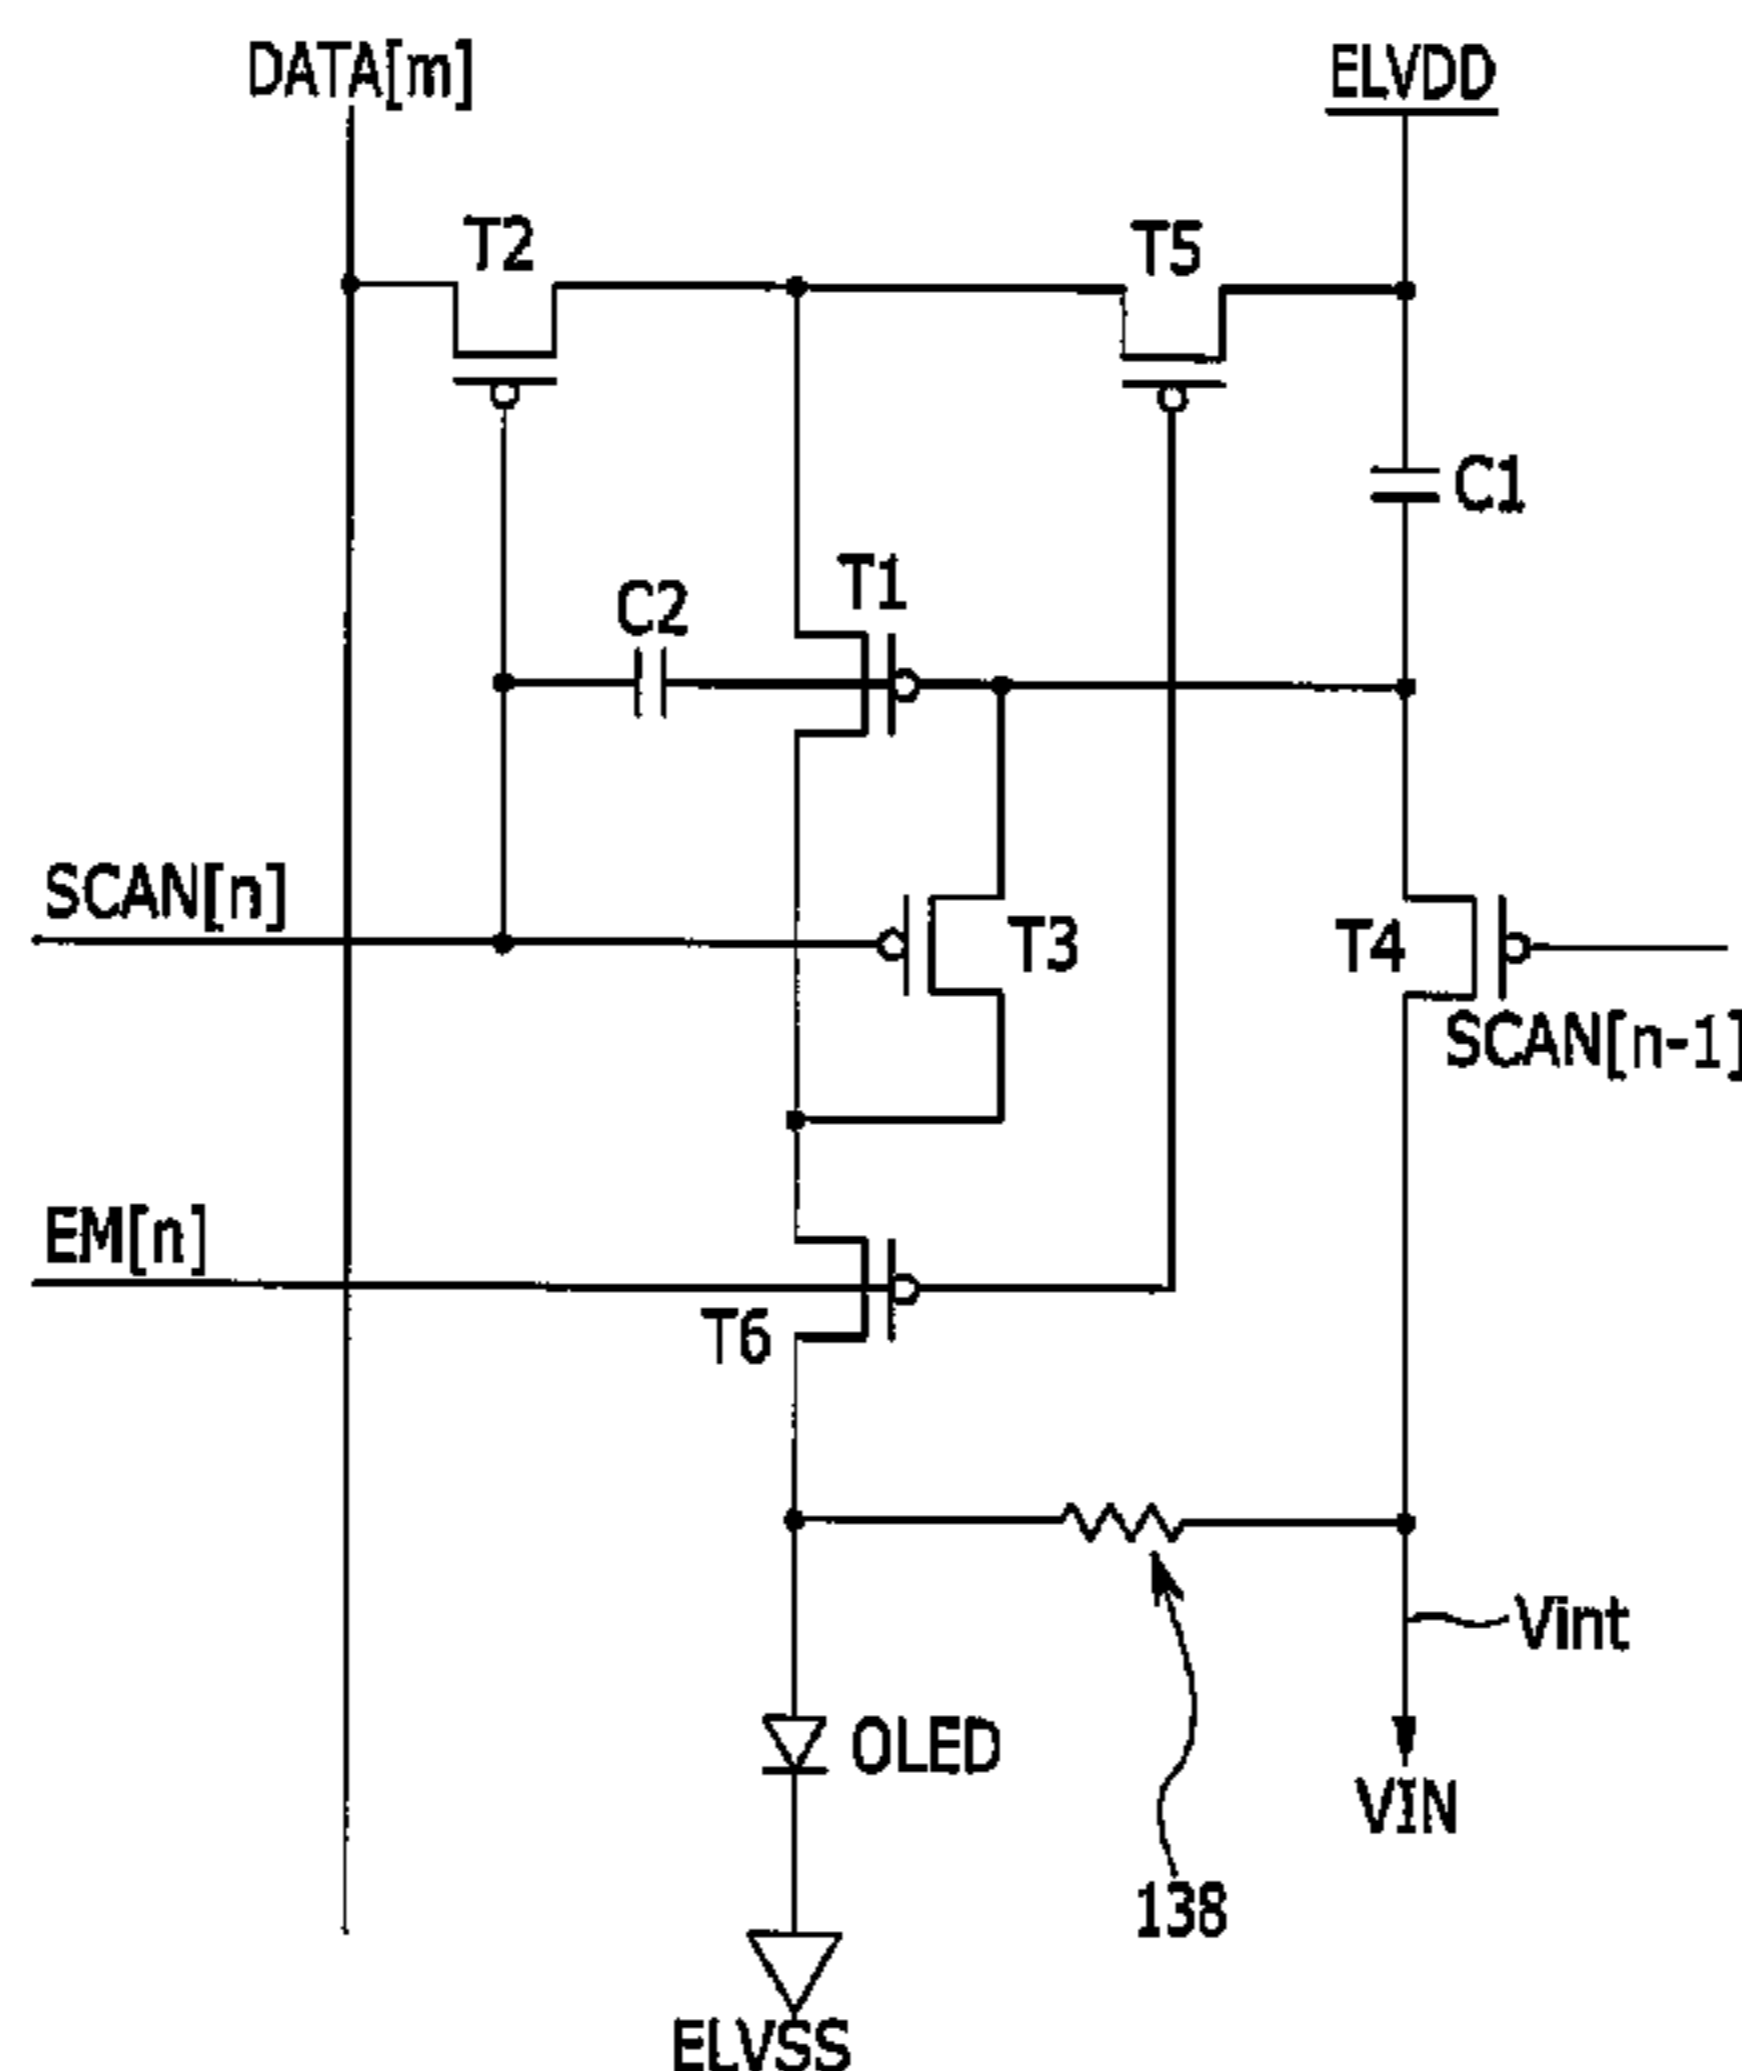 DATA[m]
ELVDD
T2
T5
C1
T1
C2
SCAN[n]
T3
T4
SCAN[n-1]
EM[n]
T6
Vint
OLED
VIN
138
ELVSS